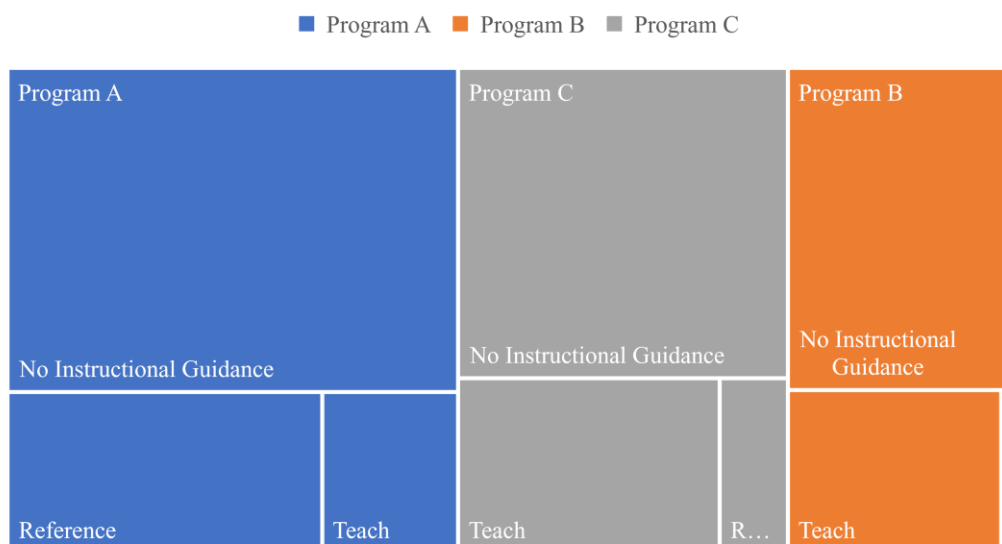 Program A Program B Program C
Program A
No Instructional Guidance
Reference
Teach
Program C
No Instructional Guidance
Teach
R...
Program B
No Instructional
Guidance
Teach